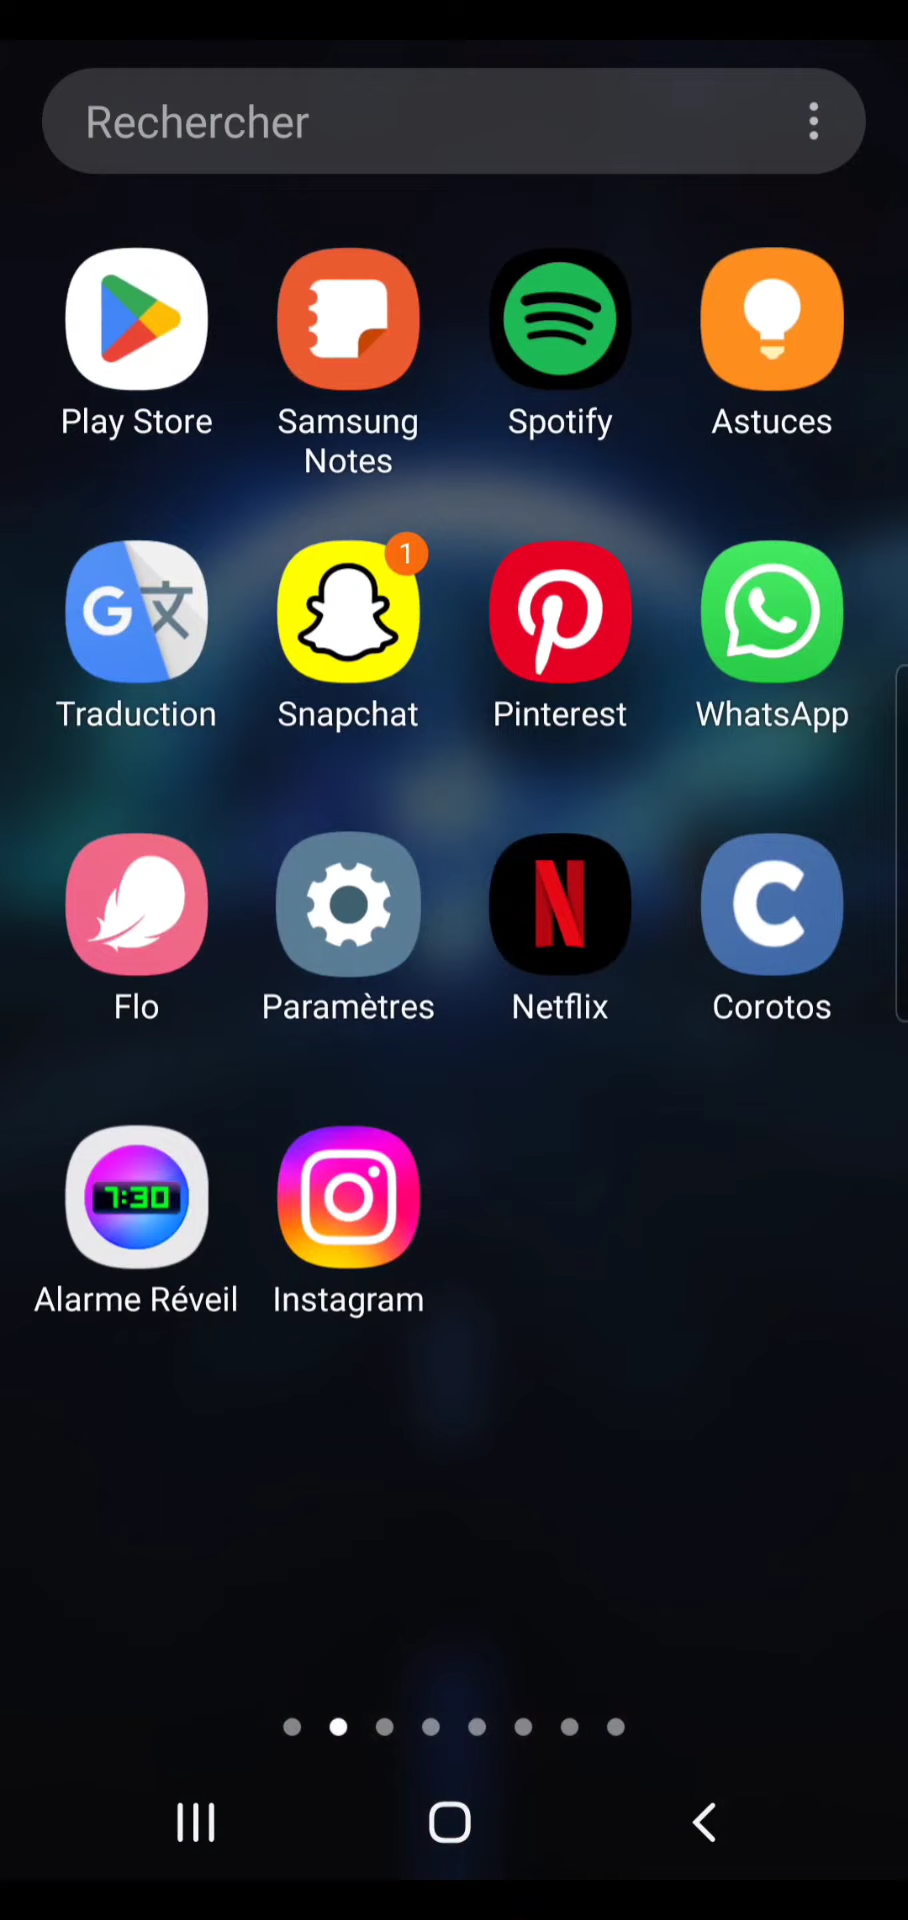 Rechercher
Play Store
Samsung
Notes
Spotify
Astuces
G 文
1
Traduction
Snapchat
Pinterest
WhatsApp
Flo
Paramètres
N
Netflix
C
Corotos
7:30
Alarme Réveil
Instagram